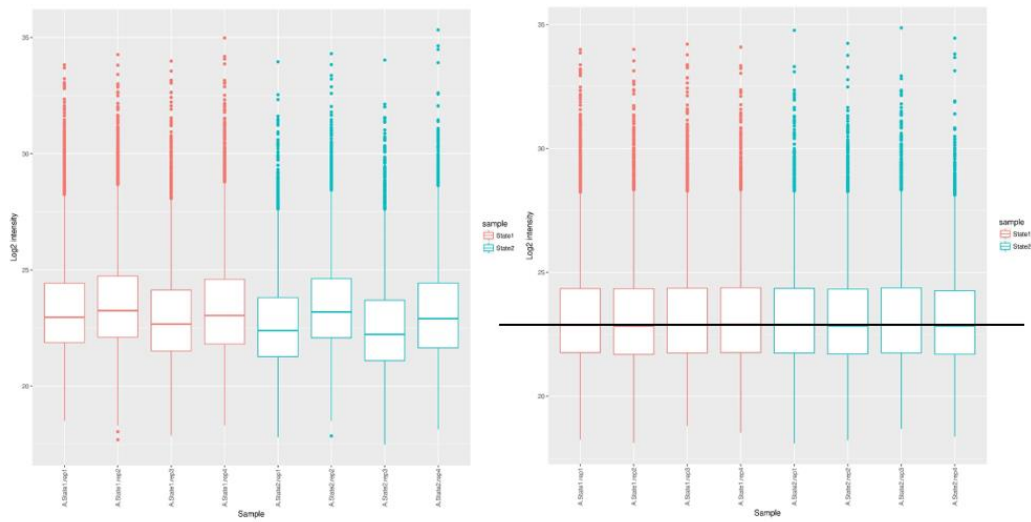 35
30
25
20
Log2 intensity
A.State1.rep1
A.State1.rep2
A.State1.rep3
A.State1.rep4
A.State2.rep1
A.State2.rep2
A.State2.rep3
A.State2.rep4
Sample
sample
State1
State2
35
30
25
20
Log2 intensity
A.State1.rep1
A.State1.rep2
A.State1.rep3
A.State1.rep4
A.State2.rep1
A.State2.rep2
A.State2.rep3
A.State2.rep4
Sample
sample
State1
State2